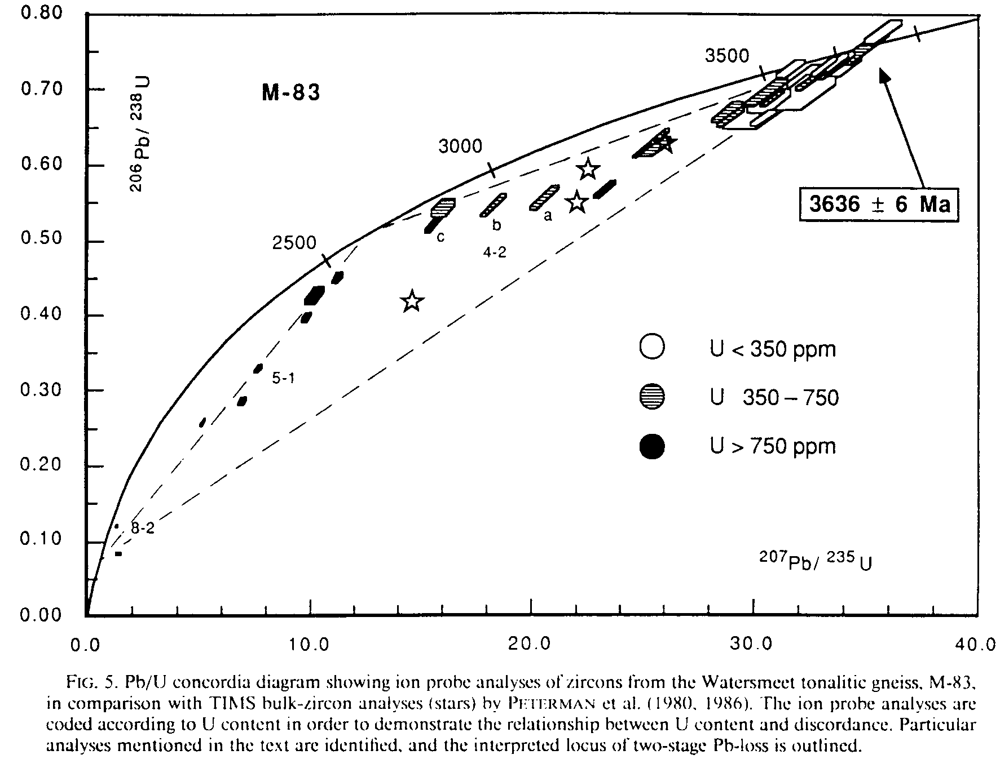 0.80
3500
0.70
M-83
206Pb/ 238U
3000
0.60
3636 ± 6 Ma
a
b
c
0.50
2500
4-2
0.40
U < 350 ppm
0.30
5-1
U 350 – 750
U > 750 ppm
0.20
8-2
0.10
207Pb/ 235U
0.00
0.0 10.0 20.0 30.0 40.0
FIG. 5. Pb/U concordia diagram showing ion probe analyses of zircons from the Watersmeet tonalitic gneiss, M-83,
in comparison with TIMS bulk-zircon analyses (stars) by PETERMAN et al. (1980, 1986). The ion probe analyses are
coded according to U content in order to demonstrate the relationship between U content and discordance. Particular
analyses mentioned in the text are identified, and the interpreted locus of two-stage Pb-loss is outlined.